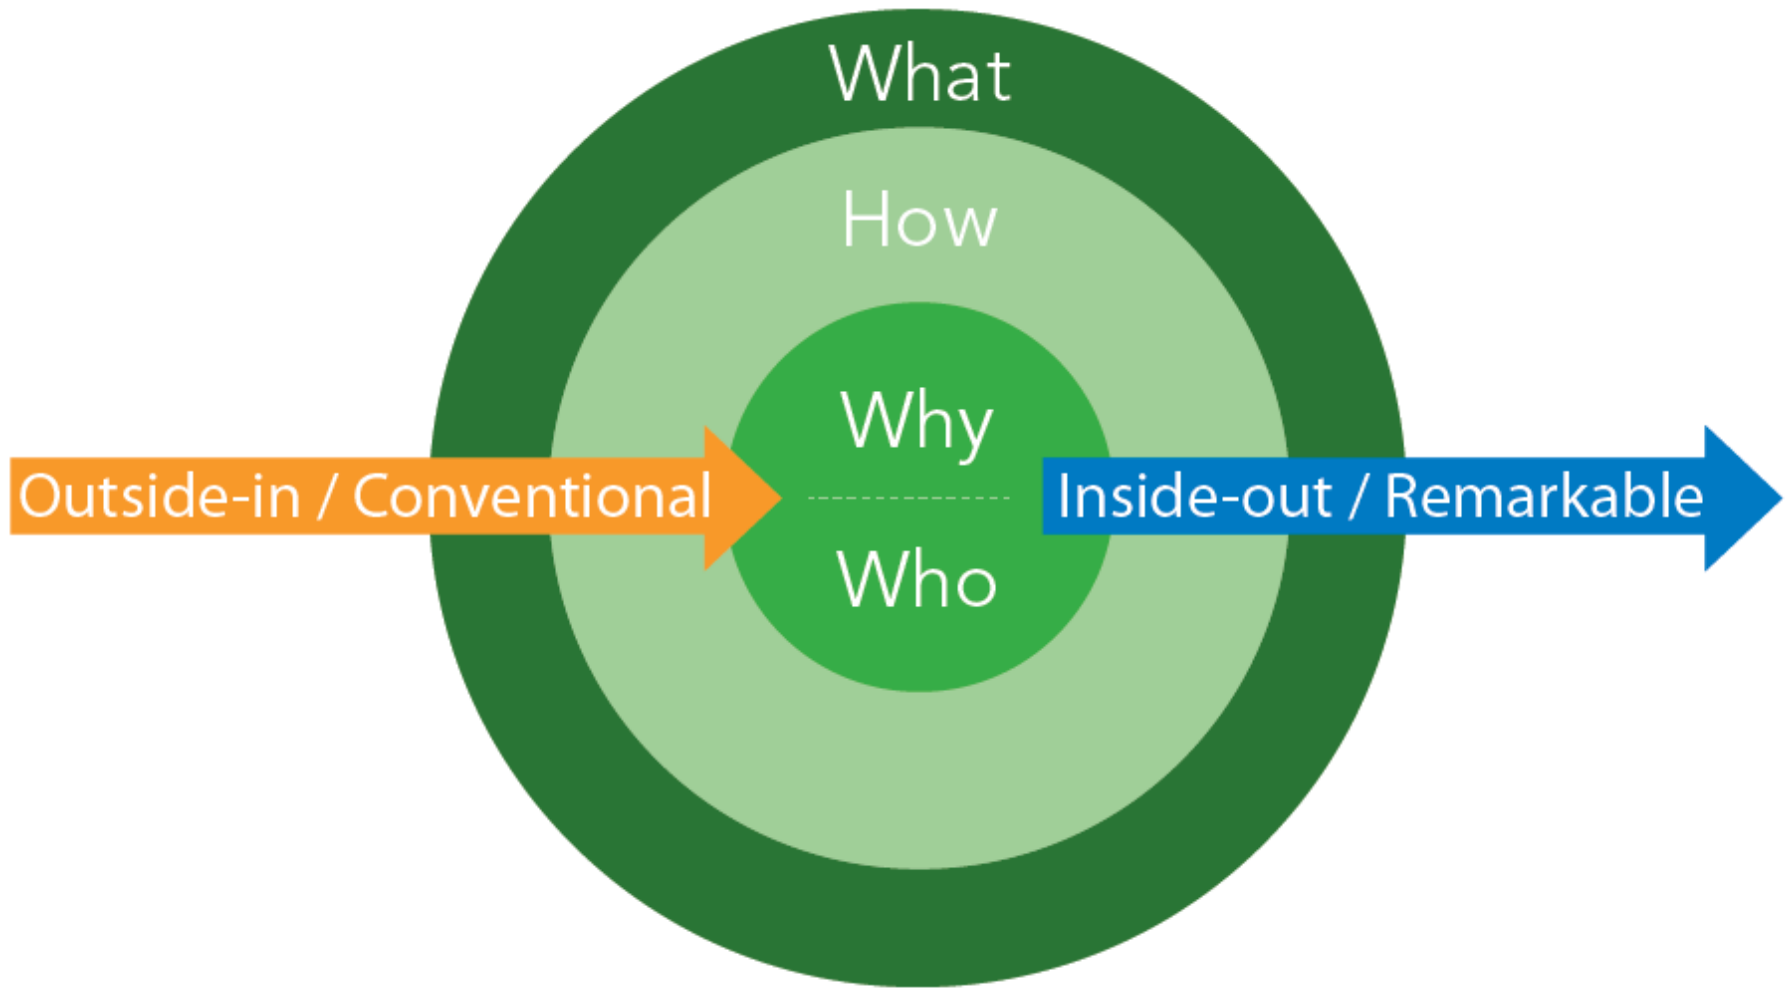 What
How
Why
Outside-in / Conventional
Inside-out / Remarkable
Who